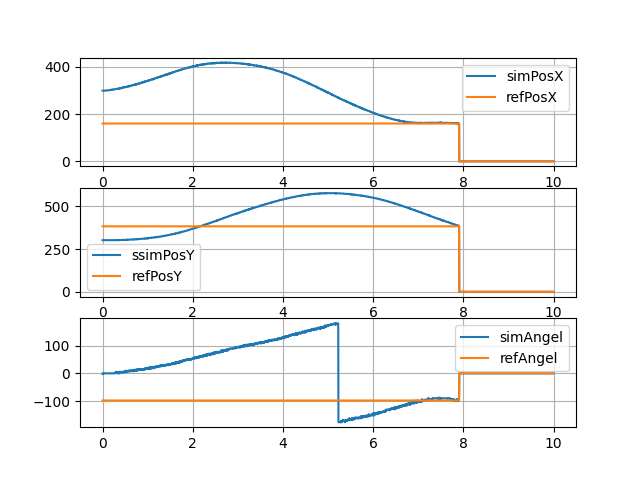 400
200
0
simPosX
refPosX
0 2 4 6 8 10
500
250
0
ssimPosY
refPosY
0 2 4 6 8 10
100
0
−100
simAngel
refAngel
0 2 4 6 8 10